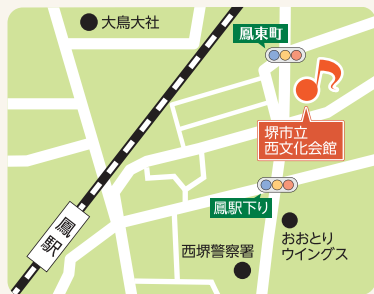 大鳥大社
鳳東町
堺市立
西文化会館
鳳駅下り
鳳駅
おおとり
ウイングス
西堺警察署